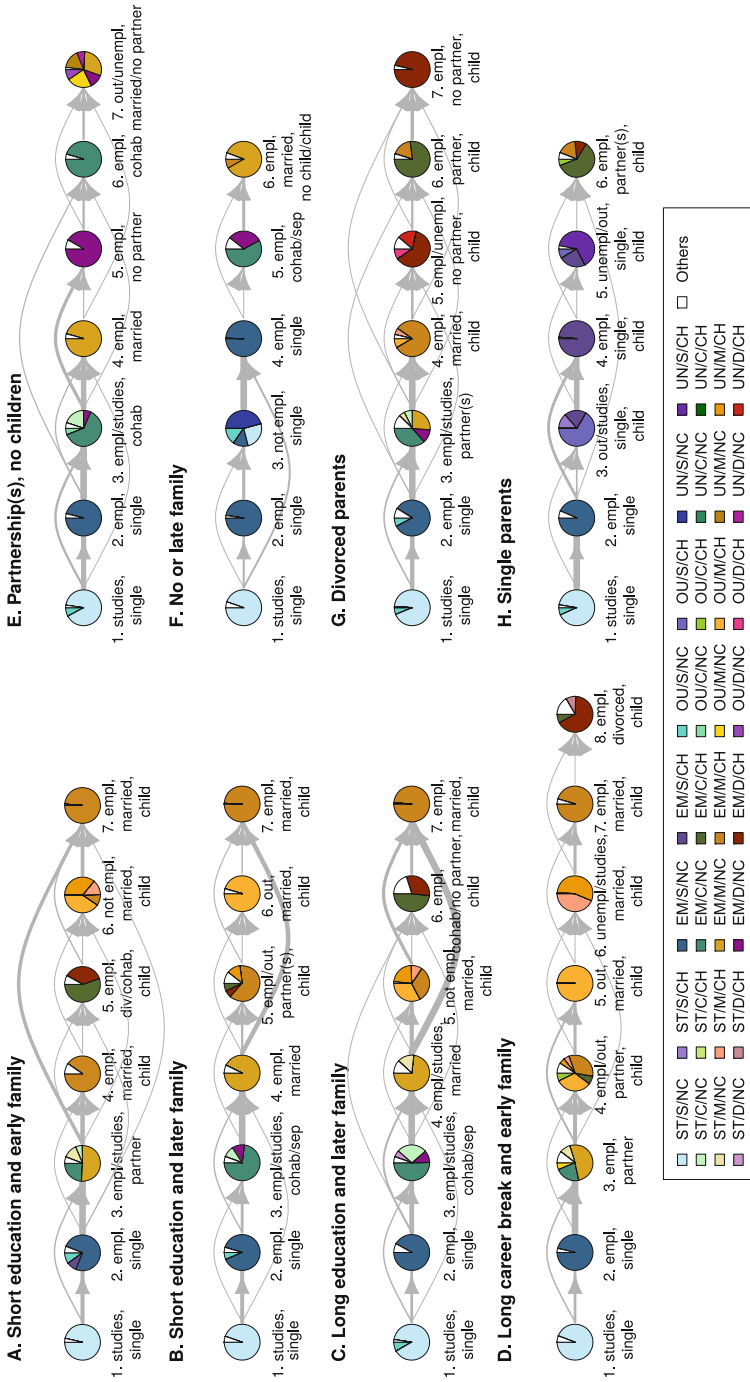 A. Short education and early family
1. studies,
single
2. empl,
single
3. empl/studies,
partner
4. empl,
married,
child
5. empl,
div/cohab,
child
6. not empl,
married,
child
7. empl,
married,
child
B. Short education and later family
1. studies,
single
2. empl,
single
3. empl/studies,
cohab/sep
4. empl,
married
5. empl/out,
partner(s),
child
6. out,
married,
child
7. empl,
married,
child
C. Long education and later family
1. studies,
single
2. empl,
single
3. empl/studies,
cohab/sep
4. empl/studies,
married
5. not empl,
married,
child
6. empl,
cohab/no partner,
child
7. empl,
married,
child
D. Long career break and early family
1. studies,
single
2. empl,
single
3. empl,
partner
4. empl/out,
partner,
child
5. out,
married,
child
6. unempl/studies,
married,
child
7. empl,
married,
child
8. empl,
divorced,
child
E. Partnership(s), no children
1. studies,
single
2. empl,
single
3. empl/studies,
cohab
4. empl,
married
5. empl,
no partner
6. empl,
cohab
7. out/unempl,
married/no partner
F. No or late family
1. studies,
single
2. empl,
single
3. not empl,
single
4. empl,
single
5. empl,
cohab/sep
6. empl,
married,
no child/child
G. Divorced parents
1. studies,
single
2. empl,
single
3. empl/studies,
partner(s)
4. empl,
married,
child
5. empl/unempl,
no partner,
child
6. empl,
partner,
child
7. empl,
no partner,
child
H. Single parents
1. studies,
single
2. empl,
single
3. out/studies,
single,
child
4. empl,
single,
child
5. unempl/out,
single,
child
6. empl,
partner(s),
child
ST/S/NC ST/S/CH EM/S/NC EM/S/CH OU/S/NC OU/S/CH UN/S/NC UN/S/CH Others
ST/C/NC ST/C/CH EM/C/NC EM/C/CH OU/C/NC OU/C/CH UN/C/NC UN/C/CH
ST/M/NC ST/M/CH EM/M/NC EM/M/CH OU/M/NC OU/M/CH UN/M/NC UN/M/CH
ST/D/NC ST/D/CH EM/D/NC EM/D/CH OU/D/NC OU/D/CH UN/D/NC UN/D/CH